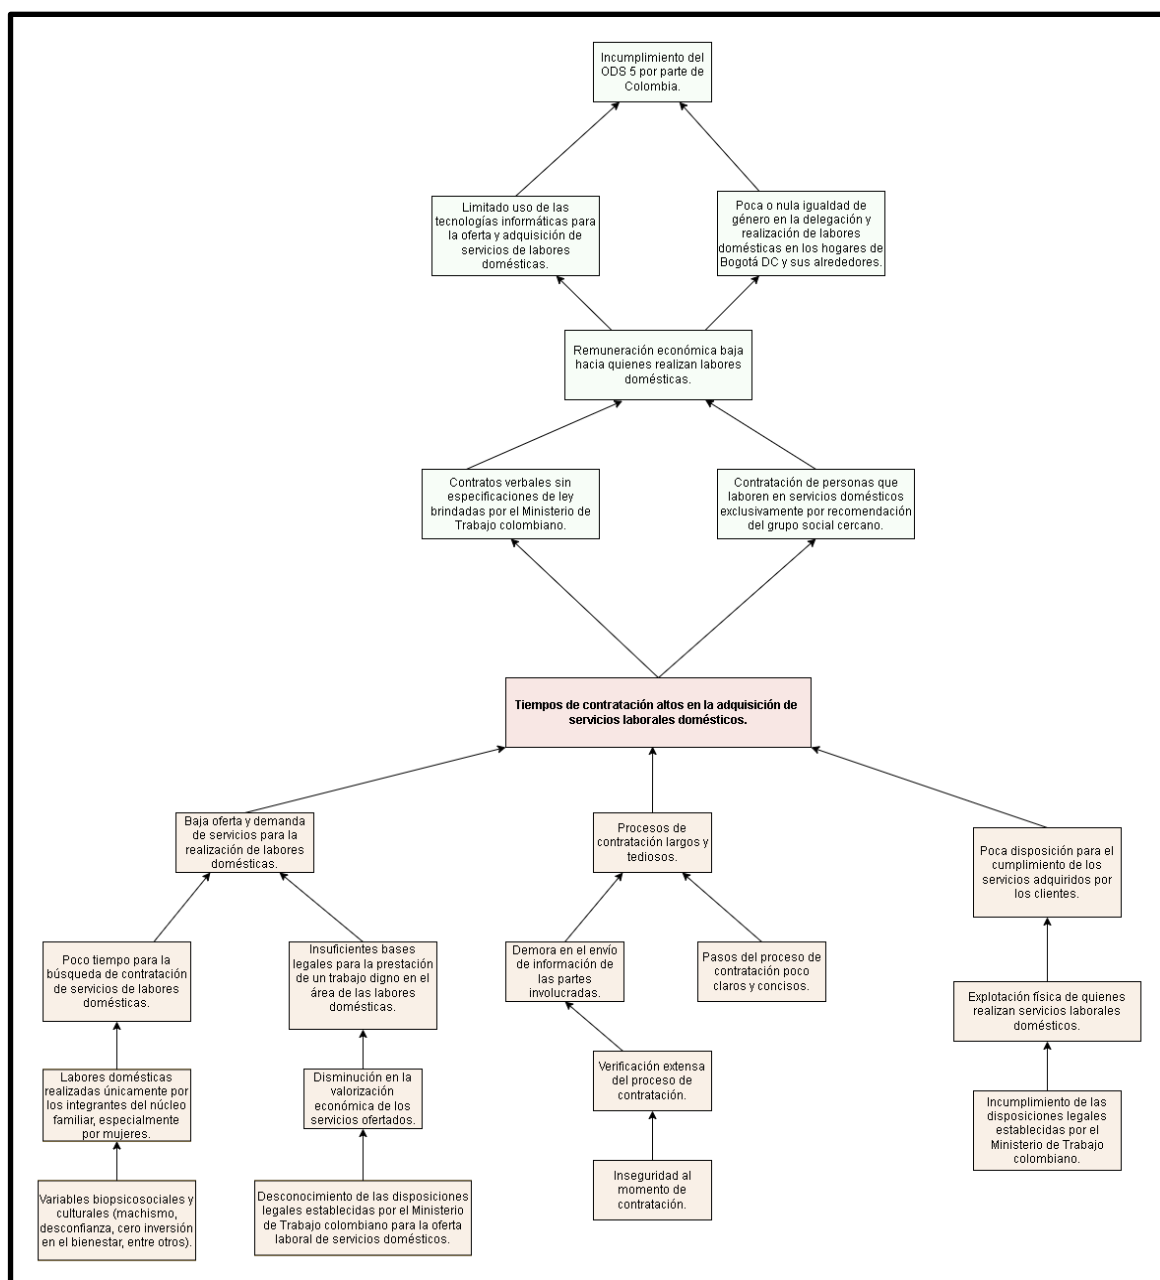 Incumplimiento del
ODS 5 por parte de
Colombia.
Limitado uso de las
tecnologías informáticas para
la oferta y adquisición de
servicios de labores
domésticas.
Poca o nula igualdad de
género en la delegación y
realización de labores
domésticas en los hogares de
Bogotá DC y sus alrededores.
Remuneración económica baja
hacia quienes realizan labores
domésticas.
Contratos verbales sin
especificaciones de ley
brindadas por el Ministerio de
Trabajo colombiano.
Contratación de personas que
laboren en servicios domésticos
exclusivamente por recomendación
del grupo social cercano.
Tiempos de contratación altos en la adquisición de
servicios laborales domésticos.
Baja oferta y demanda
de servicios para la
realización de labores
domésticas.
Procesos de
contratación largos y
tediosos.
Poca disposición para el
cumplimiento de los
servicios adquiridos por
los clientes.
Poco tiempo para la
búsqueda de contratación
de servicios de labores
domésticas.
Insuficientes bases
legales para la prestación
de un trabajo digno en el
área de las labores
domésticas.
Demora en el envío
de información de
las partes
involucradas.
Pasos del proceso de
contratación poco
claros y concisos.
Explotación física de quienes
realizan servicios laborales
domésticos.
Labores domésticas
realizadas únicamente por
los integrantes del núcleo
familiar, especialmente
por mujeres.
Disminución en la
valorización
económica de los
servicios ofertados.
Verificación extensa
del proceso de
contratación.
Incumplimiento de las
disposiciones legales
establecidas por el
Ministerio de Trabajo
colombiano.
Variables biopsicosociales y
culturales (machismo,
desconfianza, cero inversión
en el bienestar, entre otros).
Desconocimiento de las disposiciones
legales establecidas por el Ministerio
de Trabajo colombiano para la oferta
laboral de servicios domésticos.
Inseguridad al
momento de
contratación.